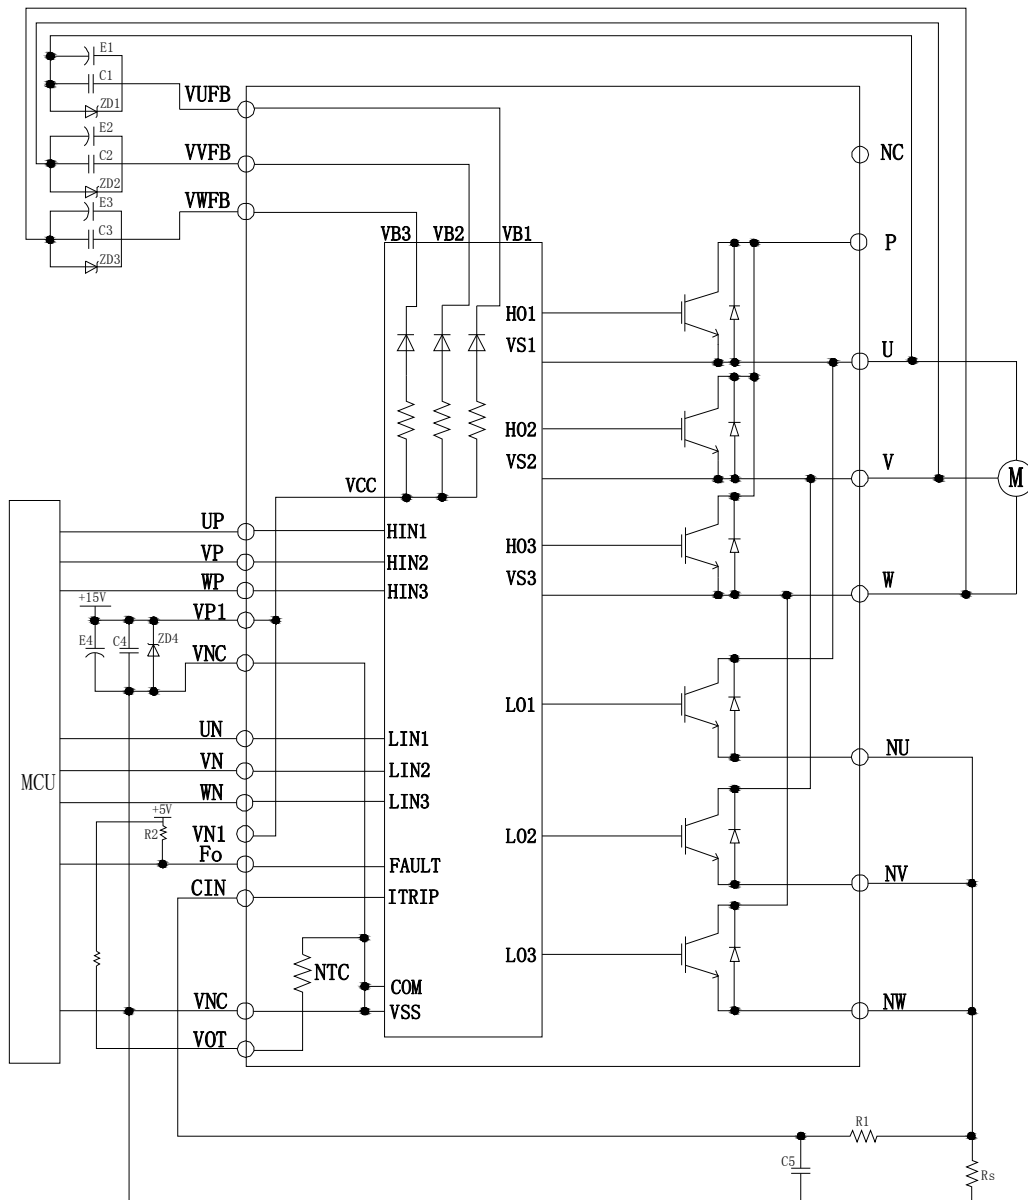 E1
C1
VUFB
ZD1
E2
VVFB
C2
NC
ZD2
E3
VWFB
C3
VB3 VB2 VB1
P
ZD3
HO1
VS1
U
HO2
VS2
V
M
VCC
UP
HIN1
HO3
VP
HIN2
VS3
WP
HIN3
W
+15V
VP1
E4
C4
ZD4
VNC
LO1
UN
LIN1
NU
VN
LIN2
MCU
WN
LIN3
+5V
R2
VN1
LO2
Fo
FAULT
NV
CIN
ITRIP
LO3
NTC
COM
VNC
VSS
NW
VOT
R1
C5
Rs